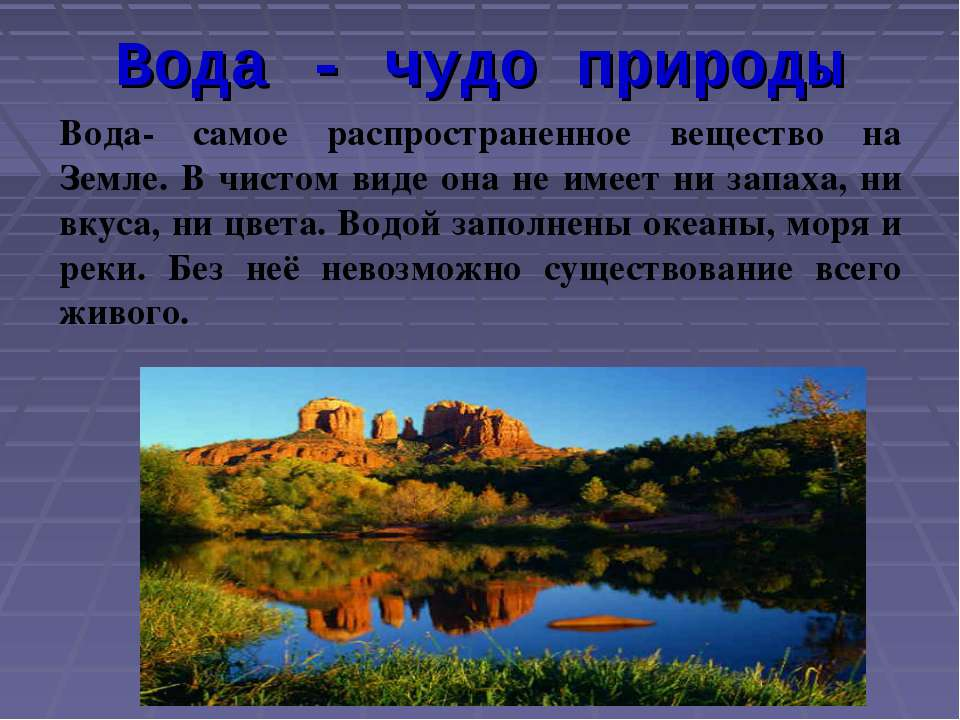 Вода - чудо природы
Вода- самое распространенное вещество на
Земле. В чистом виде она не имеет ни запаха, ни
вкуса, ни цвета. Водой заполнены океаны, моря и
реки. Без неё невозможно существование всего
живого.